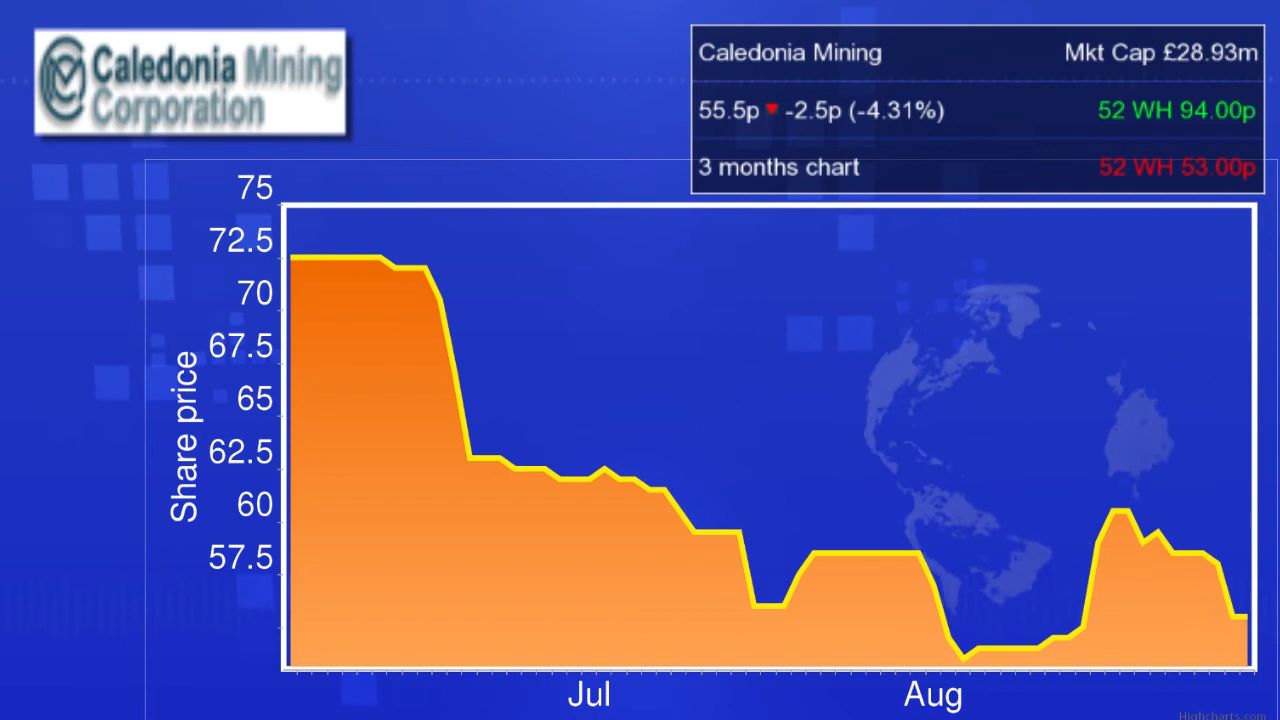 Caledonia Mining
Corporation
Caledonia Mining Mkt Cap £28.93m
55.5p -2.5p (-4.31%) 52 WH 94.00p
3 months chart 52 WH 53.00p
75
72.5
70
67.5
65
62.5
60
57.5
Share price
Jul Aug
Highcharts.com